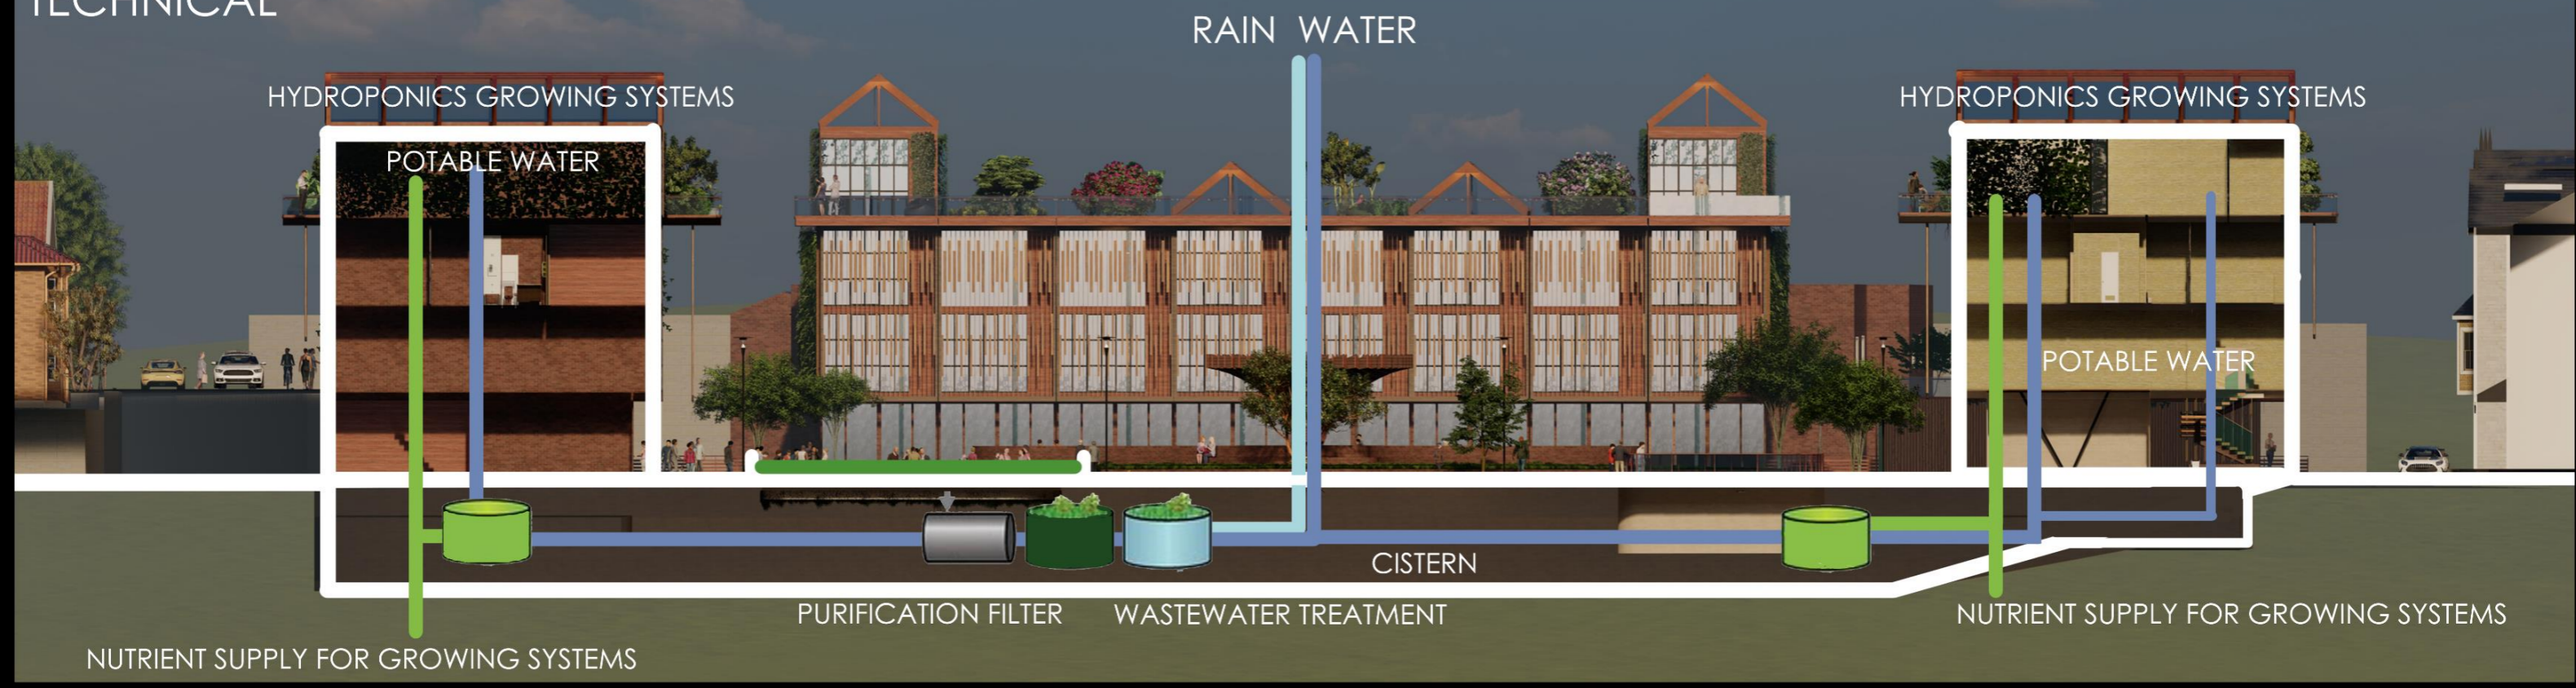 TECHNICAL
RAIN WATER
HYDROPONICS GROWING SYSTEMS
HYDROPONICS GROWING SYSTEMS
POTABLE WATER
POTABLE WATER
CISTERN
PURIFICATION FILTER
WASTEWATER TREATMENT
NUTRIENT SUPPLY FOR GROWING SYSTEMS
NUTRIENT SUPPLY FOR GROWING SYSTEMS